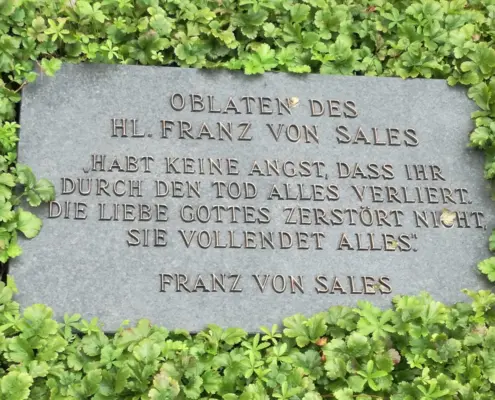 OBLATEN DES
HL. FRANZ VON SALES
„HABT KEINE ANGST, DASS IHR
DURCH DEN TOD ALLES VERLIERT.
DIE LIEBE GOTTES ZERSTÖRT NICHT,
SIE VOLLENDET ALLES“.
FRANZ VON SALES